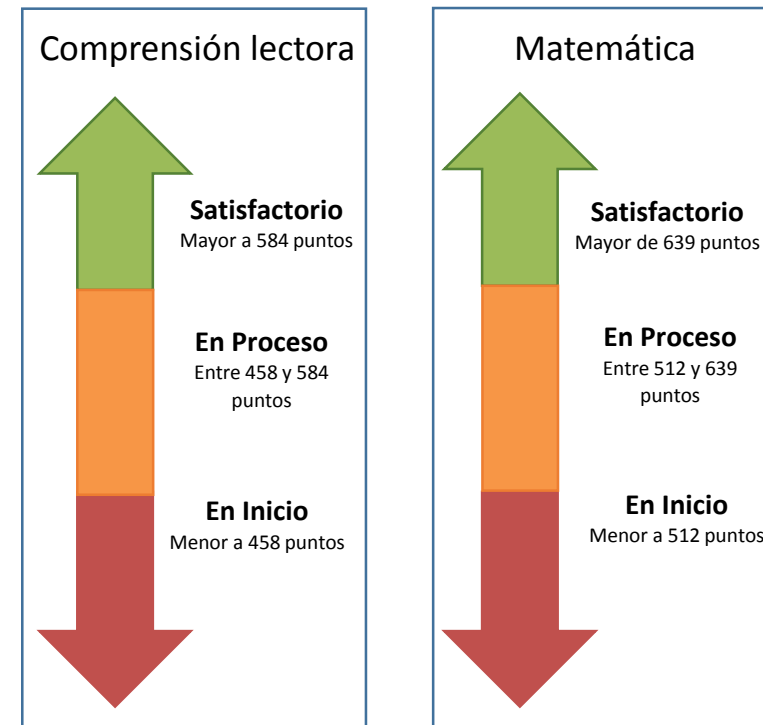 Comprensión lectora
Satisfactorio
Mayor a 584 puntos
En Proceso
Entre 458 y 584
puntos
En Inicio
Menor a 458 puntos
Matemática
Satisfactorio
Mayor de 639 puntos
En Proceso
Entre 512 y 639
puntos
En Inicio
Menor a 512 puntos